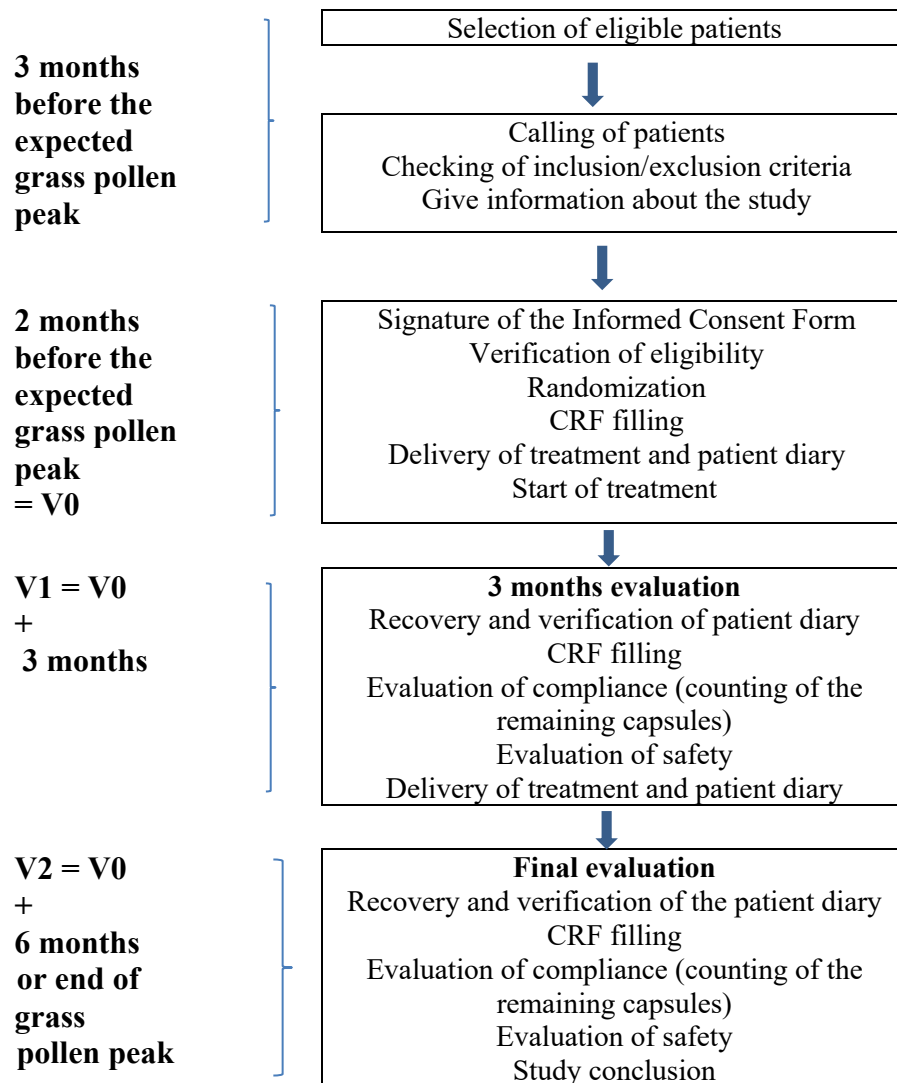 Selection of eligible patients
3 months
before the
expected
grass pollen
peak
Calling of patients
Checking of inclusion/exclusion criteria
Give information about the study
2 months
before the
expected
grass pollen
peak
= V0
Signature of the Informed Consent Form
Verification of eligibility
Randomization
CRF filling
Delivery of treatment and patient diary
Start of treatment
V1 = V0
+
3 months
3 months evaluation
Recovery and verification of patient diary
CRF filling
Evaluation of compliance (counting of the
remaining capsules)
Evaluation of safety
Delivery of treatment and patient diary
V2 = V0
+
6 months
or end of
grass
pollen peak
Final evaluation
Recovery and verification of the patient diary
CRF filling
Evaluation of compliance (counting of the
remaining capsules)
Evaluation of safety
Study conclusion